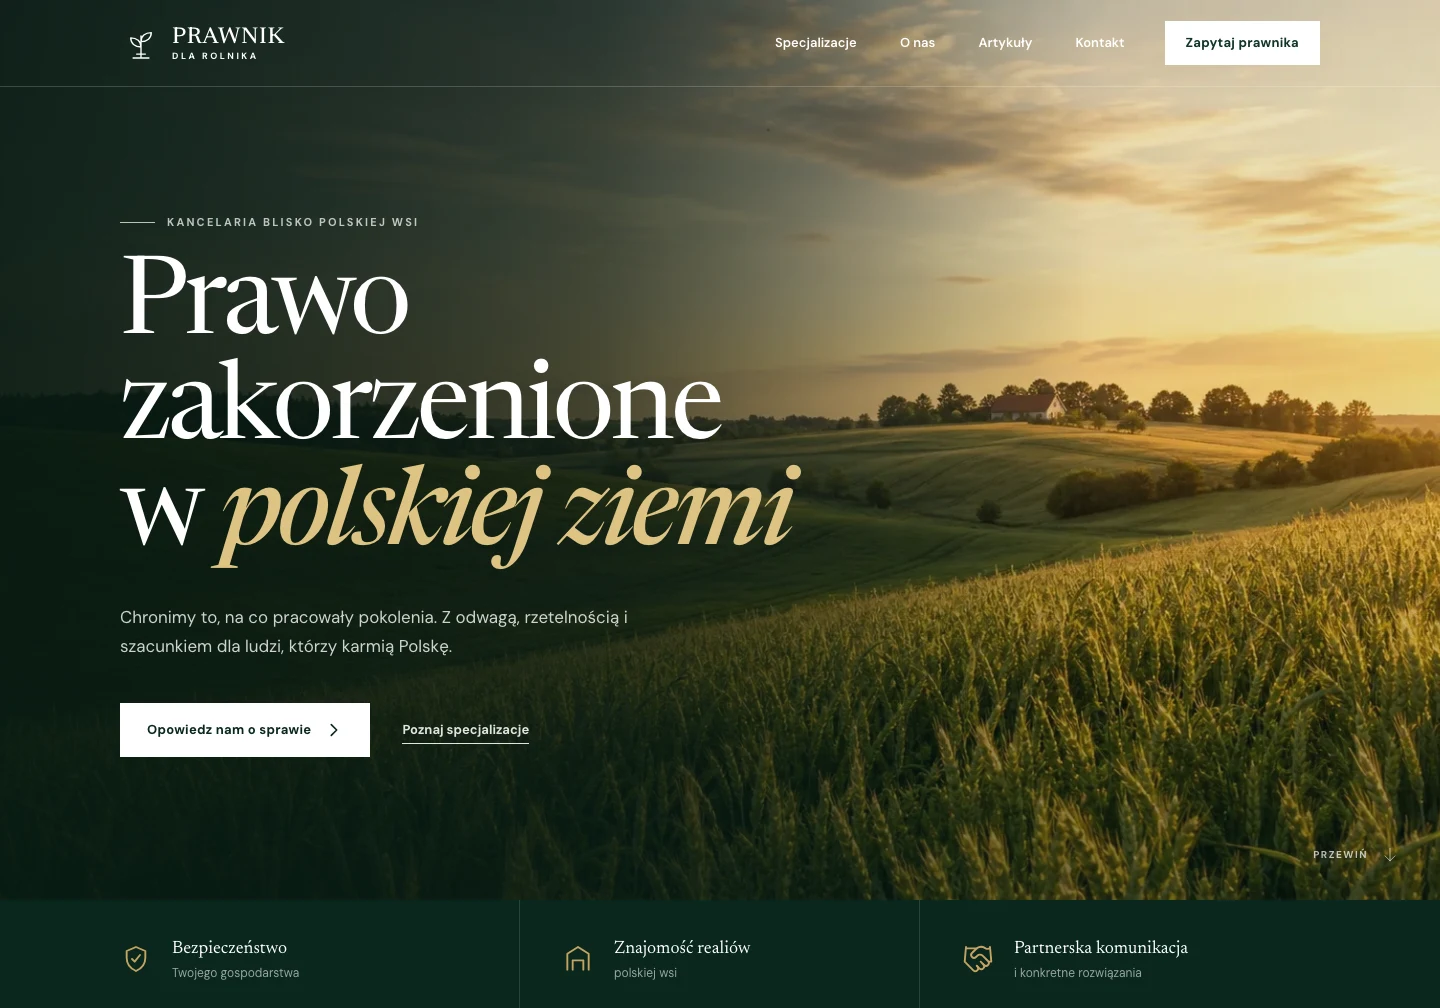 PRAWNIK
DLA ROLNIKA
Specjalizacje
O nas
Artykuły
Kontakt
Zapytaj prawnika
KANCELARIA BLISKO POLSKIEJ WSI
Prawo
zakorzenione
w polskiej ziemi
Chronimy to, na co pracowały pokolenia. Z odwagą, rzetelnością i
szacunkiem dla ludzi, którzy karmią Polskę.
Opowiedz nam o sprawie
Poznaj specjalizacje
PRZEWIŃ
Bezpieczeństwo
Twojego gospodarstwa
Znajomość realiów
polskiej wsi
Partnerska komunikacja
i konkretne rozwiązania